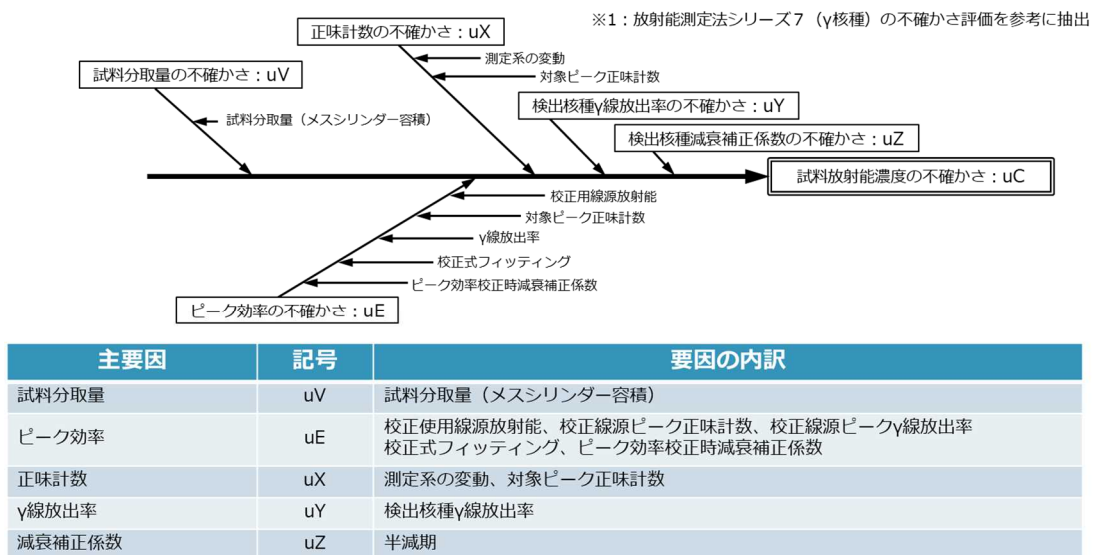 ※1：放射能測定法シリーズ７（γ核種）の不確かさ評価を参考に抽出
正味計数の不確かさ：uX
測定系の変動
対象ピーク正味計数
試料分取量の不確かさ：uV
試料分取量（メスシリンダー容積）
検出核種γ線放出率の不確かさ：uY
検出核種減衰補正係数の不確かさ：uZ
試料放射能濃度の不確かさ：uC
校正用線源放射能
対象ピーク正味計数
γ線放出率
校正式フィッティング
ピーク効率校正時減衰補正係数
ピーク効率の不確かさ：uE
主要因 記号 要因の内訳
試料分取量 uV 試料分取量（メスシリンダー容積）
ピーク効率 uE 校正使用線源放射能、校正線源ピーク正味計数、校正線源ピークγ線放出率
校正式フィッティング、ピーク効率校正時減衰補正係数
正味計数 uX 測定系の変動、対象ピーク正味計数
γ線放出率 uY 検出核種γ線放出率
減衰補正係数 uZ 半減期